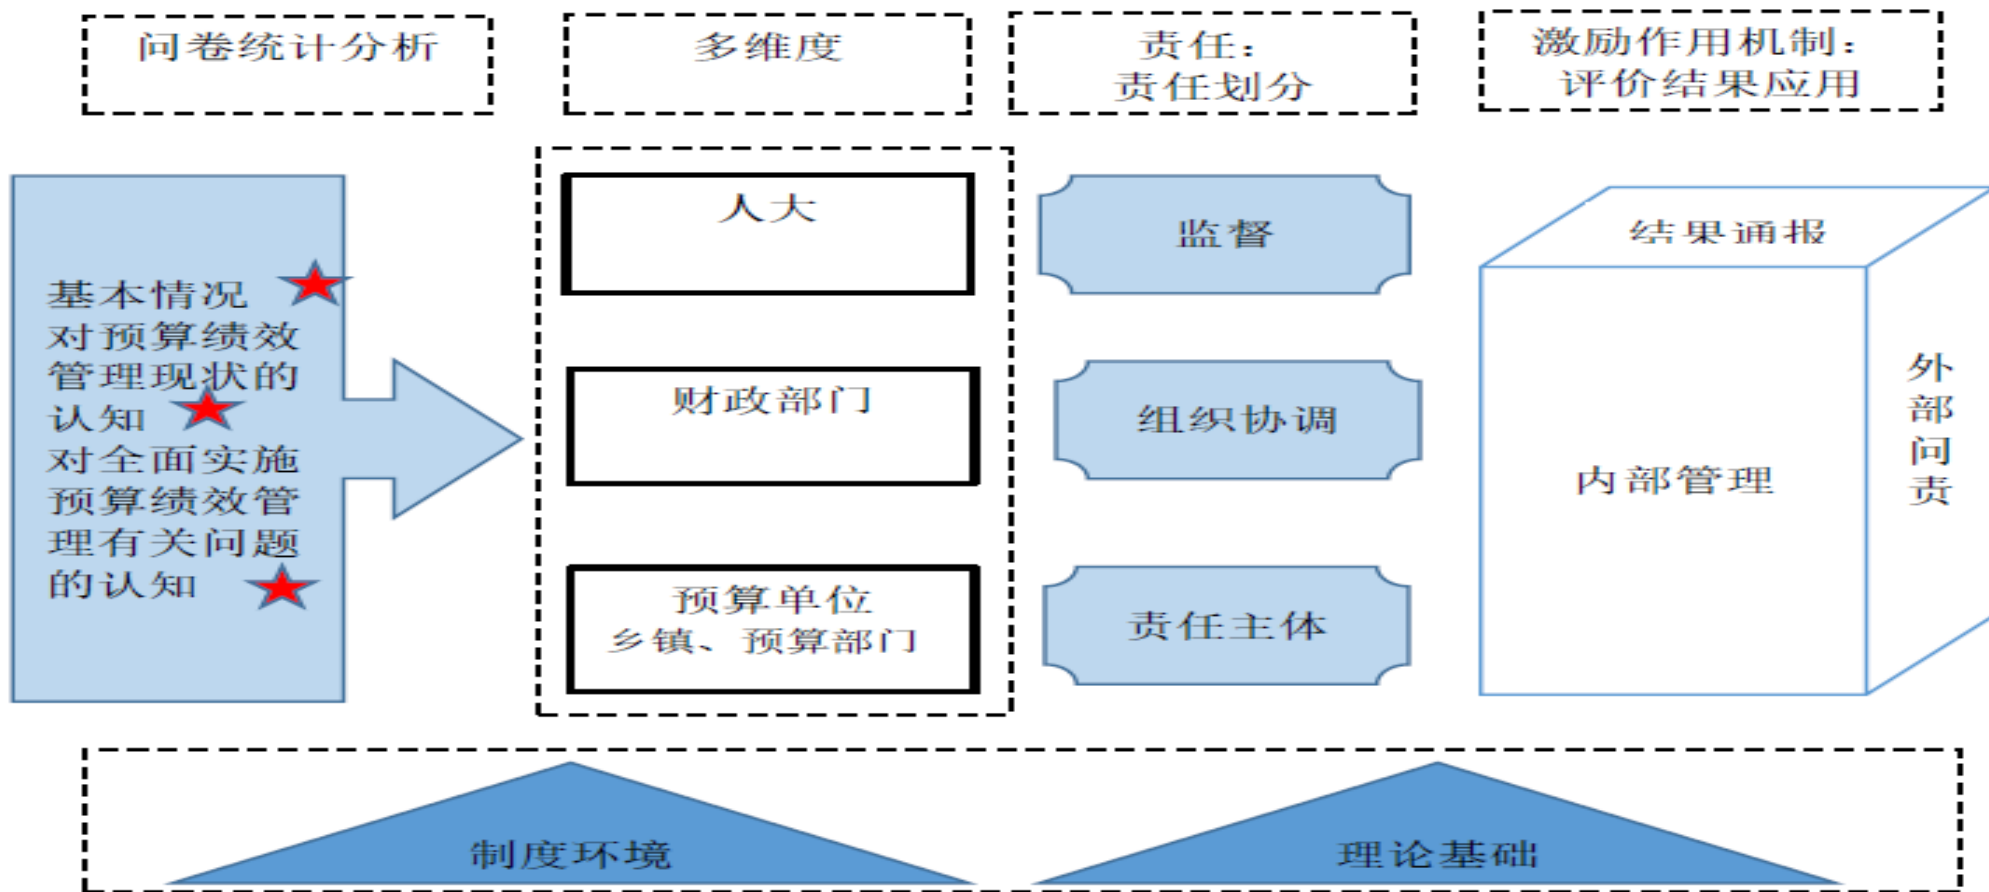 问卷统计分析
多维度
责任：
责任划分
激励作用机制：
评价结果应用
基本情况
对预算绩效
管理现状的
认知
对全面实施
预算绩效管
理有关问题
的认知
人大
财政部门
预算单位
乡镇、预算部门
监督
组织协调
责任主体
结果通报
内部管理
外
部
问
责
制度环境
理论基础